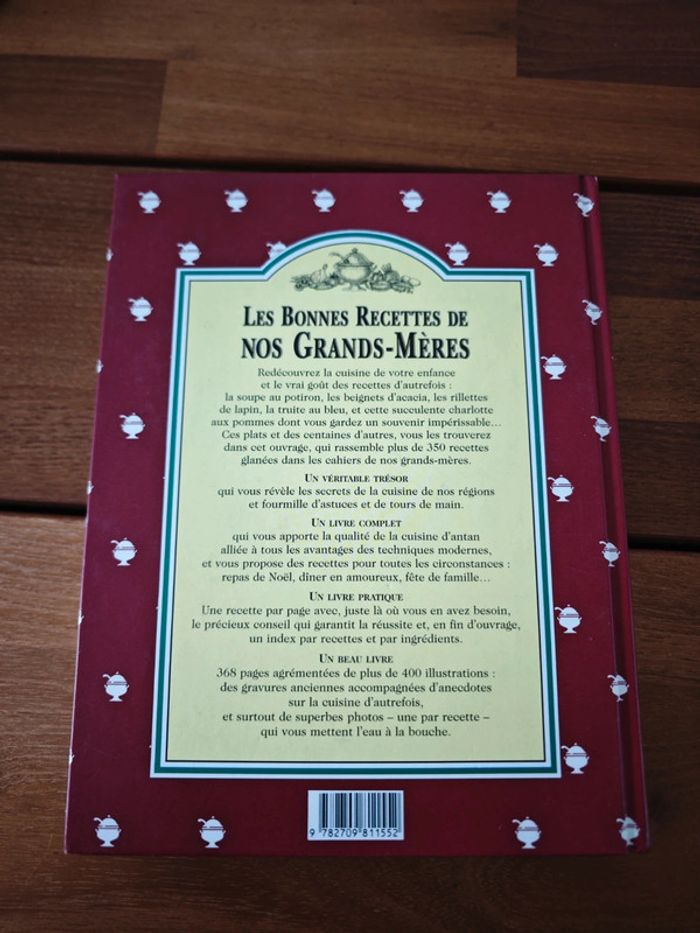 LES BONNES RECETTES DE
NOS GRANDS-MÈRES
Redécouvrez la cuisine de votre enfance
et le vrai goût des recettes d'autrefois :
la soupe au potiron, les beignets d'acacia, les rillettes
de lapin, la truite au bleu, et cette succulente charlotte
aux pommes dont vous gardez un souvenir impérissable...
Ces plats et des centaines d'autres, vous les trouverez
dans cet ouvrage, qui rassemble plus de 350 recettes
glanées dans les cahiers de nos grands-mères.
UN VÉRITABLE TRÉSOR
qui vous révèle les secrets de la cuisine de nos régions
et fourmille d'astuces et de tours de main.
UN LIVRE COMPLET
qui vous apporte la qualité de la cuisine d'antan
alliée à tous les avantages des techniques modernes,
et vous propose des recettes pour toutes les circonstances :
repas de Noël, dîner en amoureux, fête de famille...
UN LIVRE PRATIQUE
Une recette par page avec, juste là où vous en avez besoin,
le précieux conseil qui garantit la réussite et, en fin d'ouvrage,
un index par recettes et par ingrédients.
UN BEAU LIVRE
368 pages agrémentées de plus de 400 illustrations :
des gravures anciennes accompagnées d'anecdotes
sur la cuisine d'autrefois,
et surtout de superbes photos – une par recette –
qui vous mettent l'eau à la bouche.
9 782709 811552